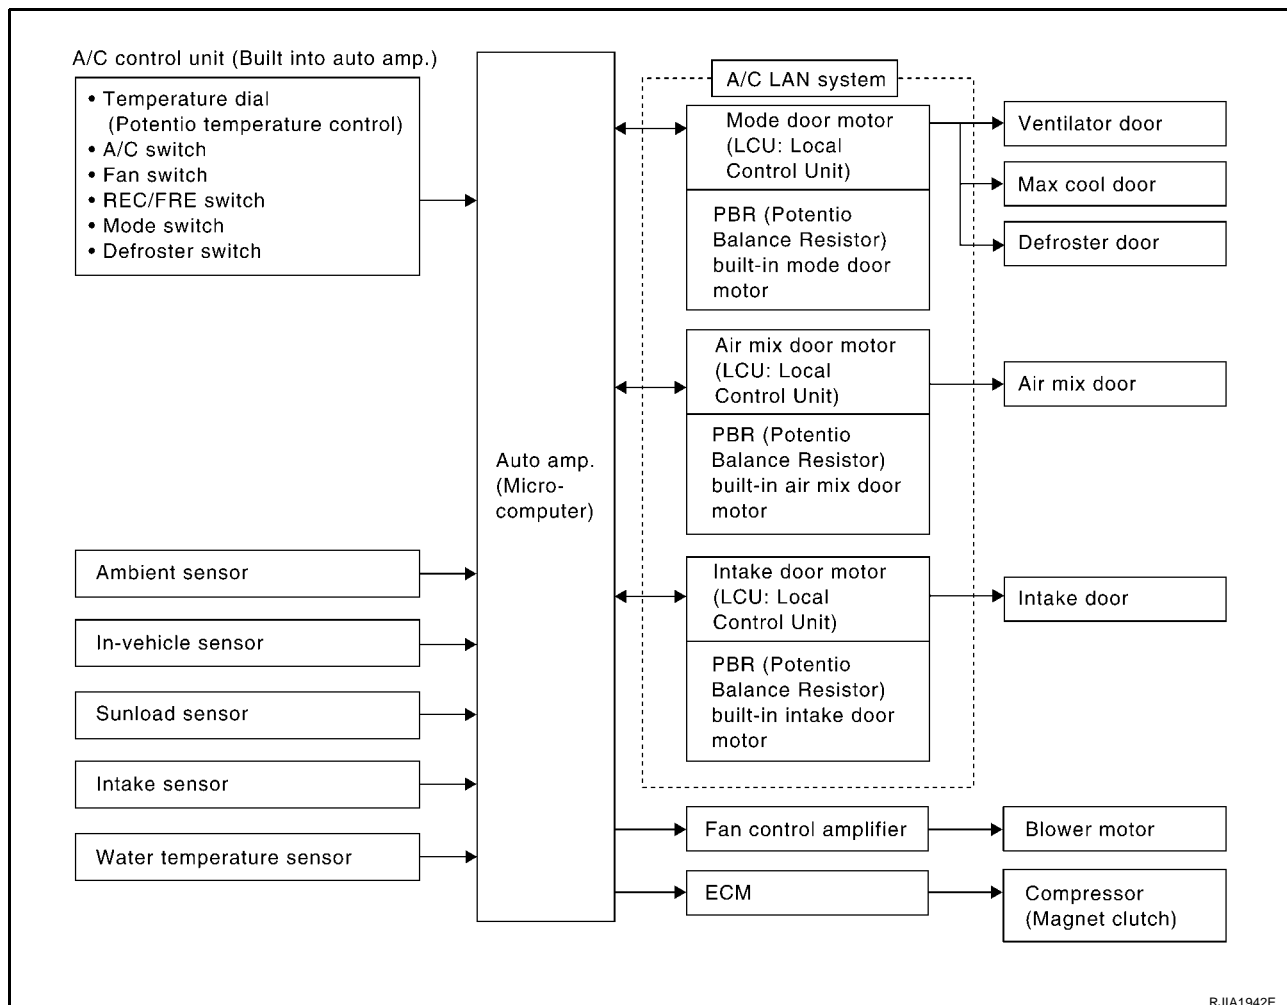 A/C control unit (Built into auto amp.)
• Temperature dial
(Potentio temperature control)
• A/C switch
• Fan switch
• REC/FRE switch
• Mode switch
• Defroster switch
Ambient sensor
In-vehicle sensor
Sunload sensor
Intake sensor
Water temperature sensor
Auto amp.
(Micro-
computer)
A/C LAN system
Mode door motor
(LCU: Local
Control Unit)
PBR (Potentio
Balance Resistor)
built-in mode door
motor
Air mix door motor
(LCU: Local
Control Unit)
PBR (Potentio
Balance Resistor)
built-in air mix door
motor
Intake door motor
(LCU: Local
Control Unit)
PBR (Potentio
Balance Resistor)
built-in intake door
motor
Fan control amplifier
ECM
Ventilator door
Max cool door
Defroster door
Air mix door
Intake door
Blower motor
Compressor
(Magnet clutch)
RJIA1942E